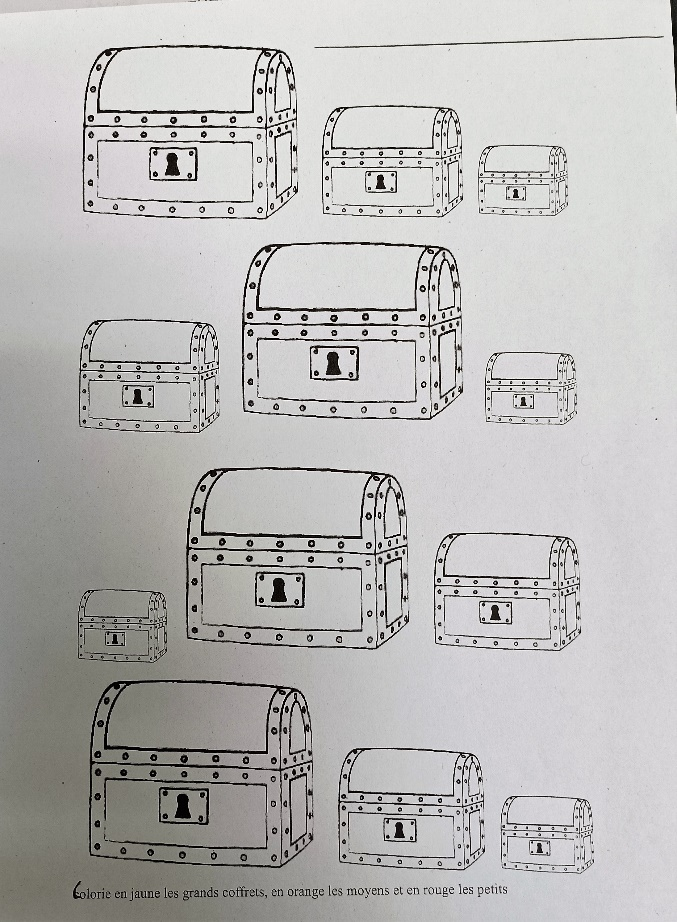 Colorie en jaune les grands coffrets, en orange les moyens et en rouge les petits